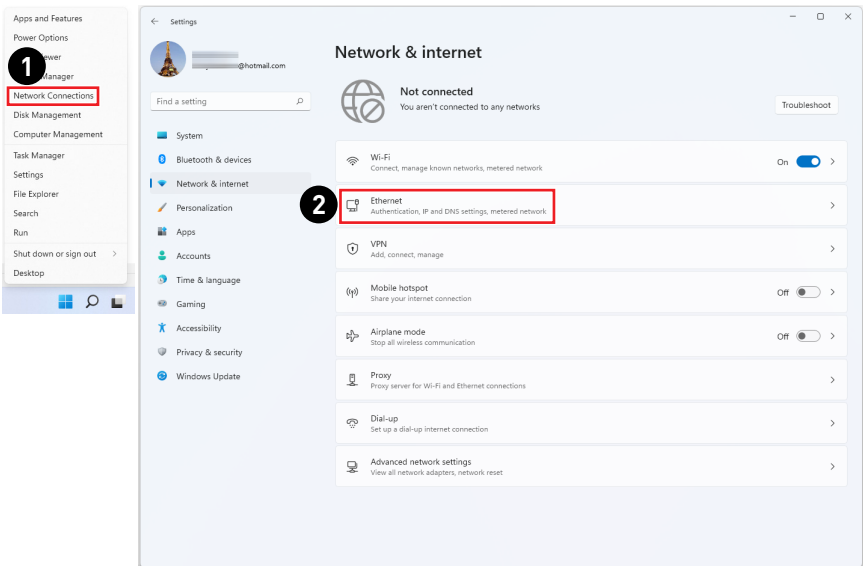 Apps and Features
Power Options
ewer
1
Manager
Network Connections
Disk Management
Computer Management
Task Manager
Settings
File Explorer
Search
Run
Shut down or sign out
Desktop
Settings
@hotmail.com
Find a setting
System
Bluetooth & devices
Network & internet
Personalization
Apps
Accounts
Time & language
Gaming
Accessibility
Privacy & security
Windows Update
Network & internet
Not connected
You aren't connected to any networks
Troubleshoot
Wi-Fi
Connect, manage known networks, metered network
On
2
Ethernet
Authentication, IP and DNS settings, metered network
VPN
Add, connect, manage
Mobile hotspot
Share your internet connection
Off
Airplane mode
Stop all wireless communication
Off
Proxy
Proxy server for Wi-Fi and Ethernet connections
Dial-up
Set up a dial-up internet connection
Advanced network settings
View all network adapters, network reset